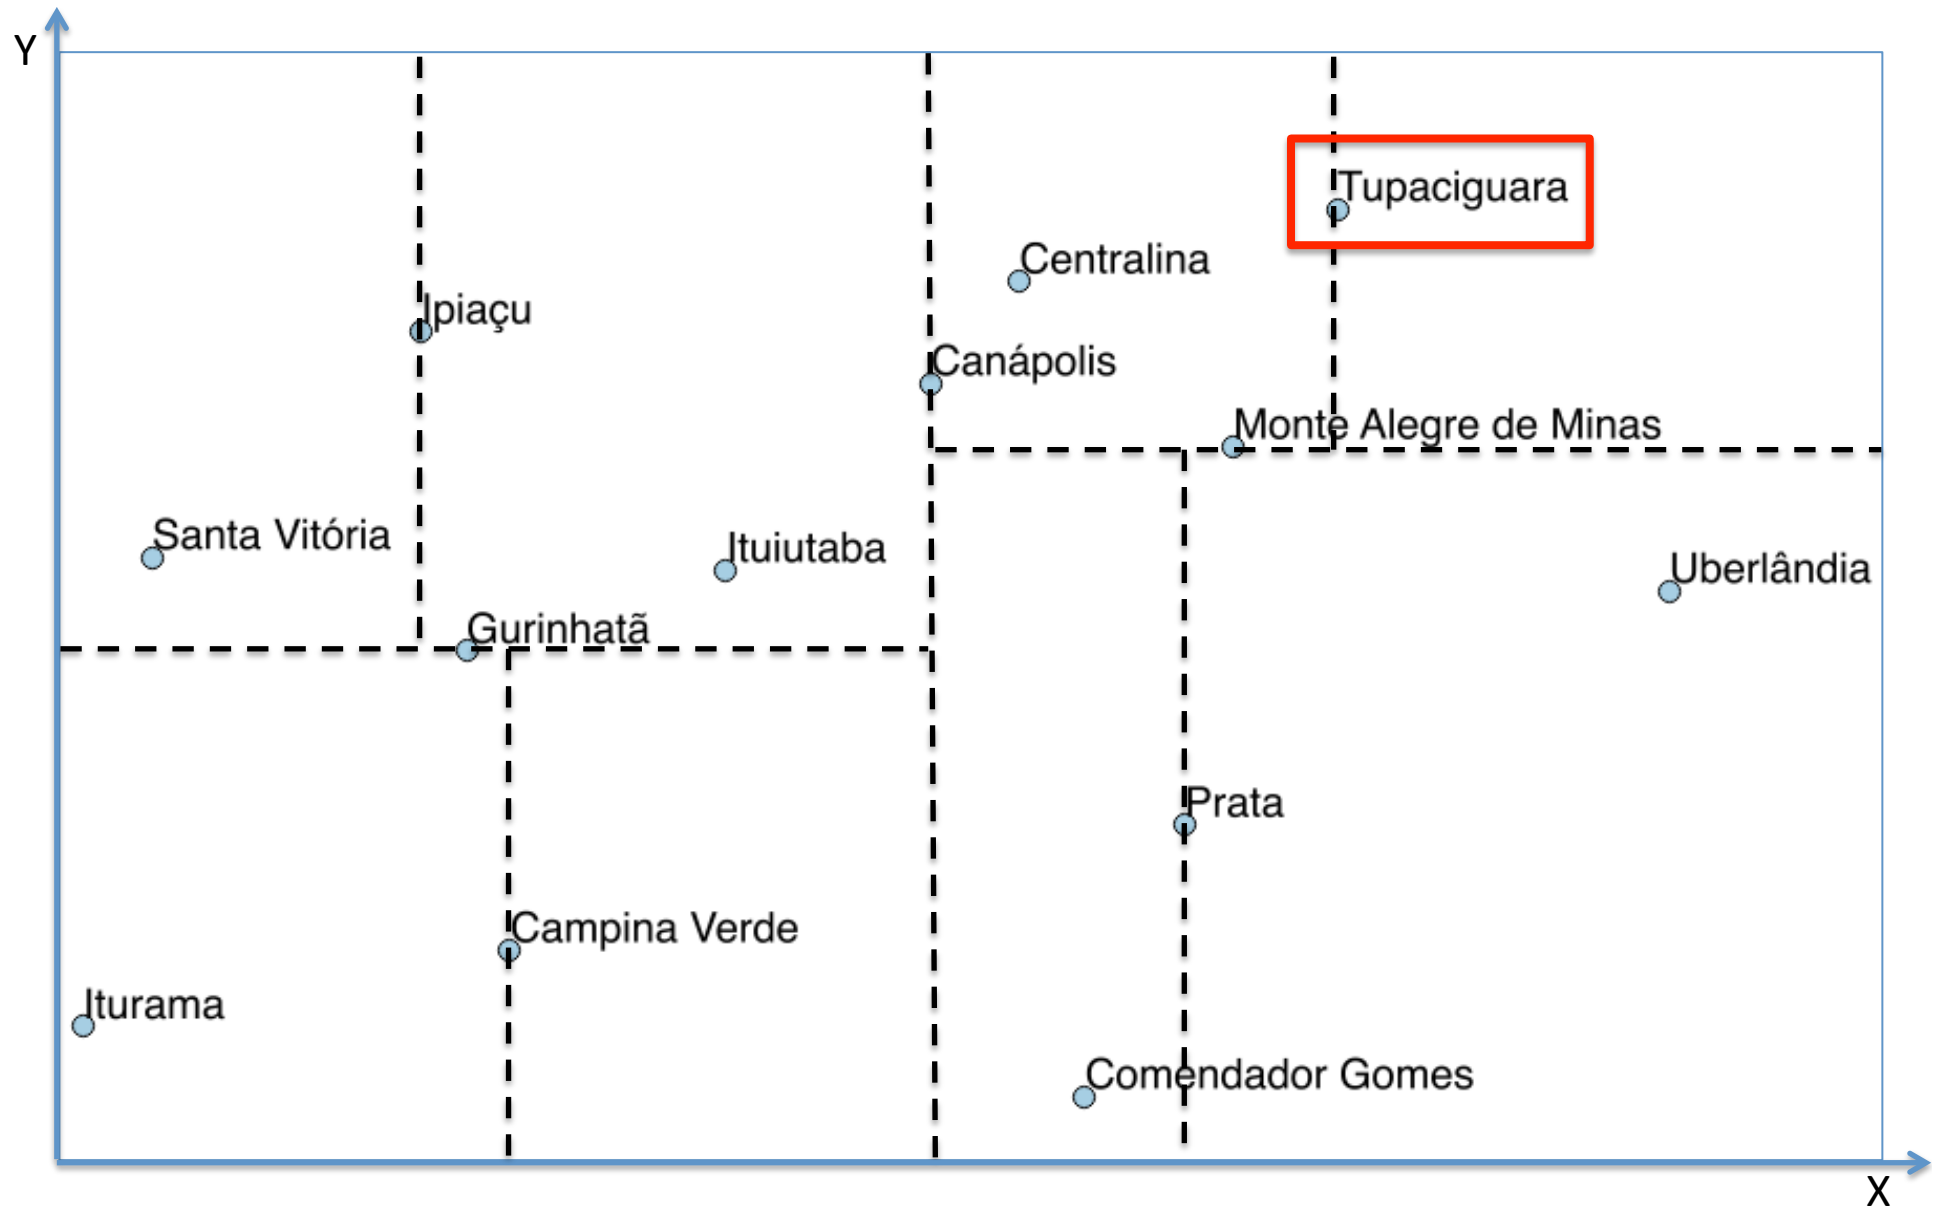 Y
Tupaciguara
Centralina
Ipiaçu
Canápolis
Monte Alegre de Minas
Santa Vitória
Ituiutaba
Uberlândia
Gurinhatã
Prata
Campina Verde
Iturama
Comendador Gomes
X